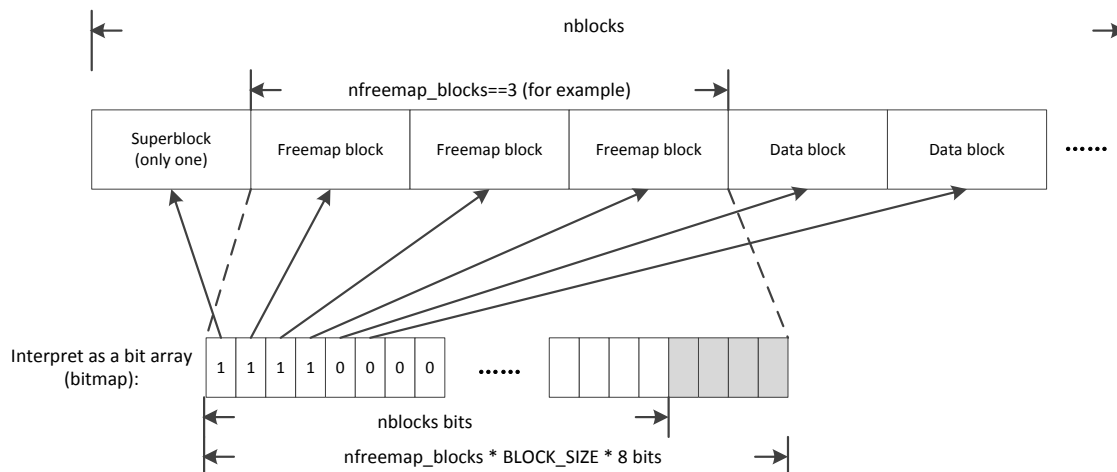 nblocks
nfreemap_blocks==3 (for example)
Superblock
(only one)
Freemap block
Freemap block
Freemap block
Data block
Data block
......
Interpret as a bit array
(bitmap):
1 1 1 1 0 0 0 0
......
nblocks bits
nfreemap_blocks * BLOCK_SIZE * 8 bits